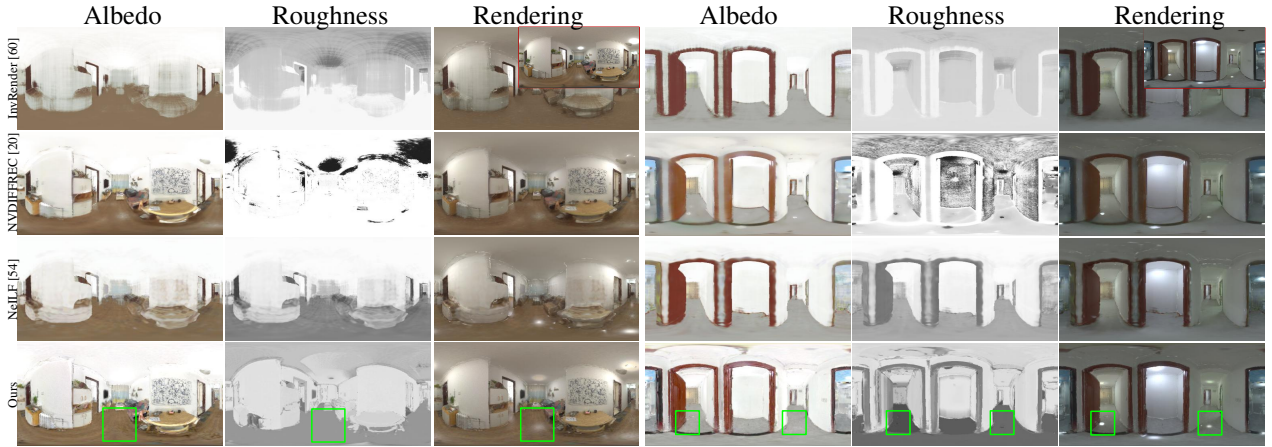 Albedo Roughness Rendering Albedo Roughness Rendering
InvRender [60]
NVDIFFREC [20]
NeILF [54]
Ours